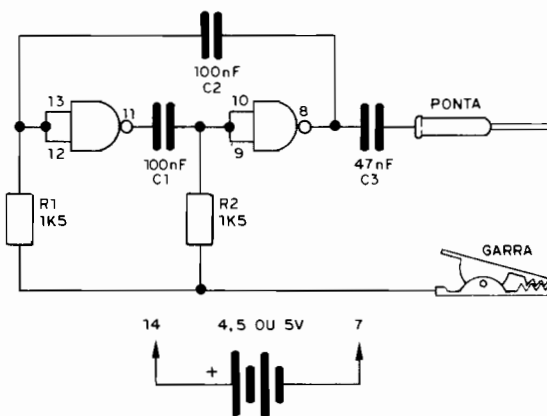 100nF
C2
13
12
11
100nF
C1
10
9
8
47nF
C3
PONTA
R1
1K5
R2
1K5
GARRA
14
4,5 OU 5V
7
+